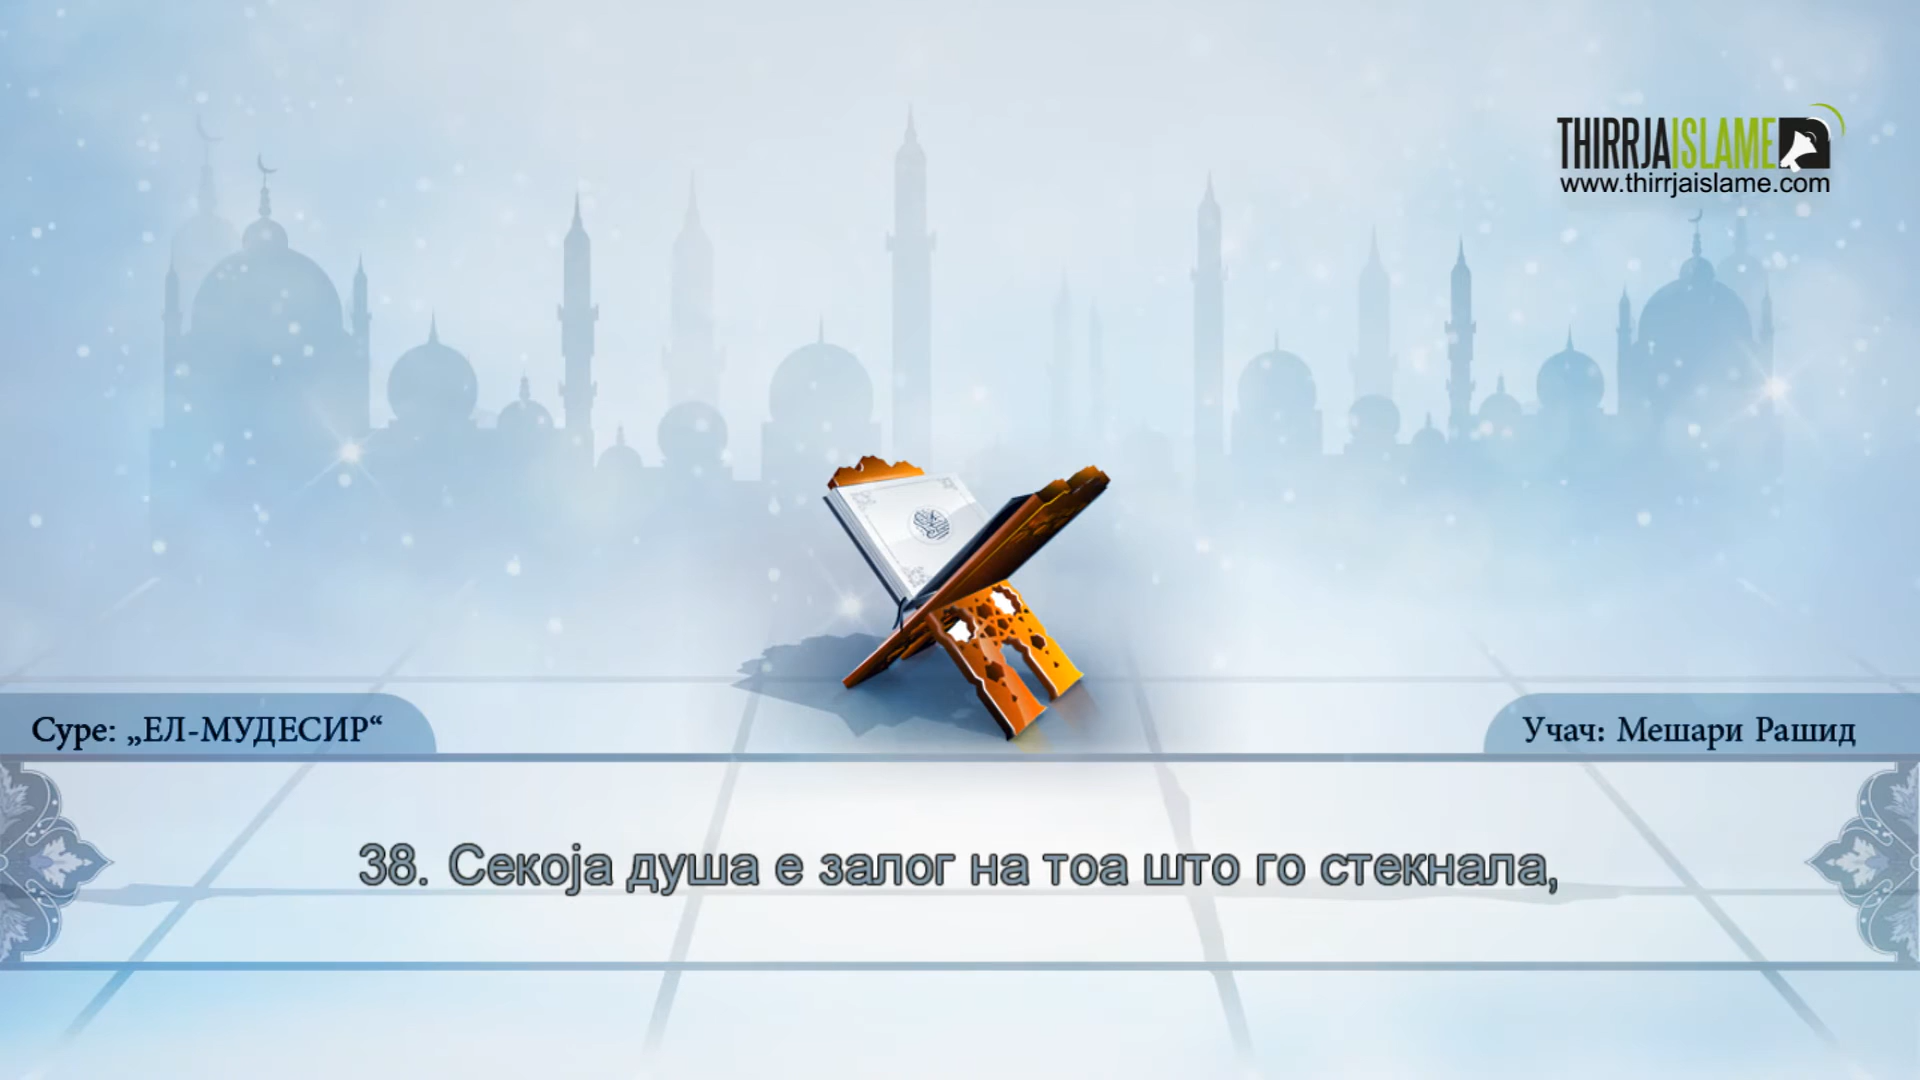 THIRRJAISLAME
www.thirrjaislame.com
Суре: „ЕЛ-МУДЕСИР“
Учач: Мешари Рашид
38. Секоја душа е залог на тоа што го стекнала,